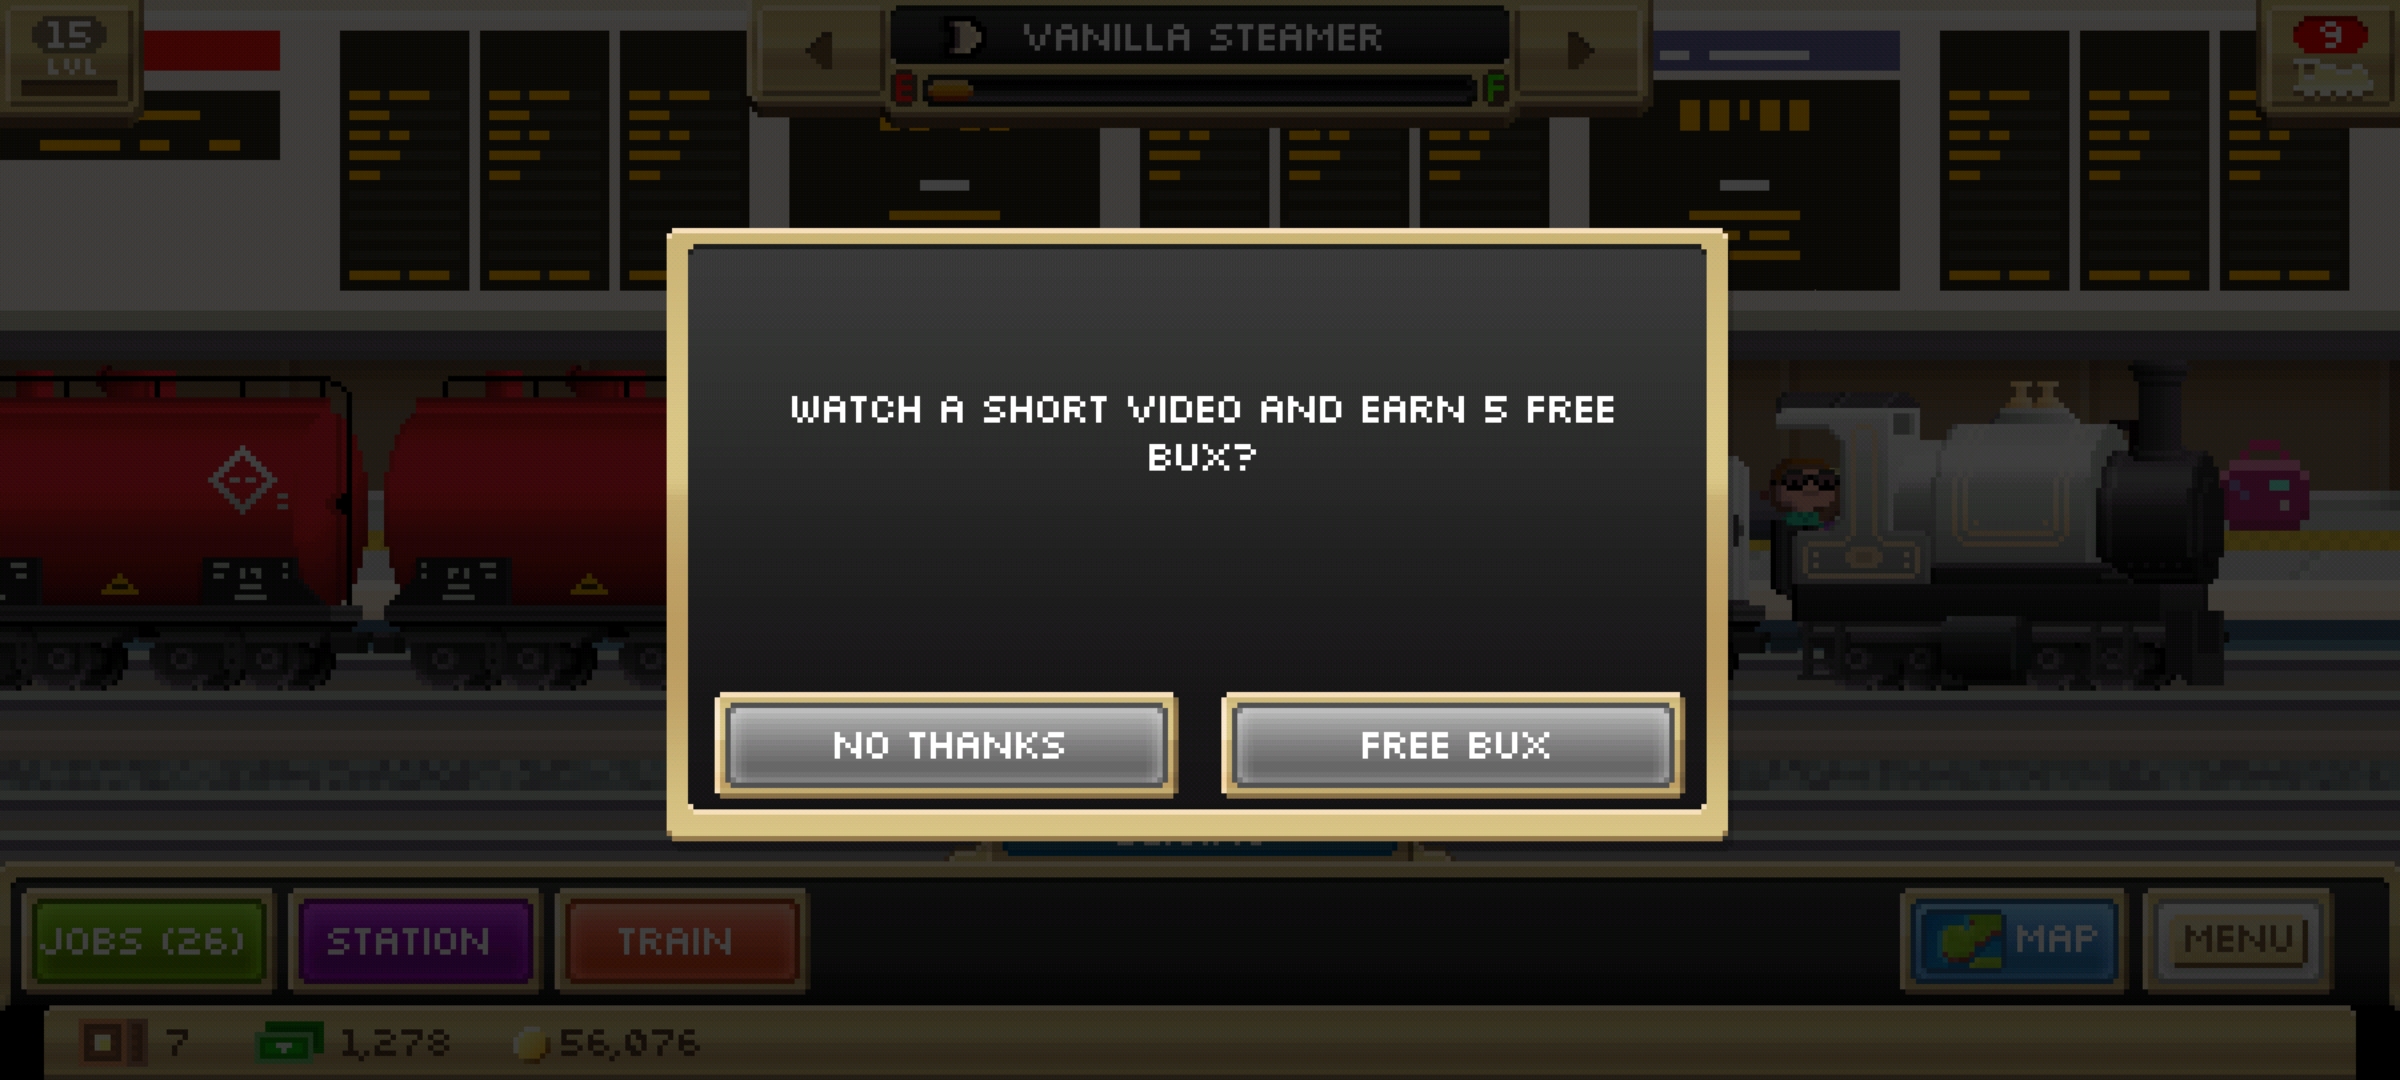 15
LVL
VANILLA STEAMER
E
F
9
WATCH A SHORT VIDEO AND EARN 5 FREE
BUX?
NO THANKS
FREE BUX
JOBS (26)
STATION
TRAIN
MAP
MENU
7
1,278
56,076